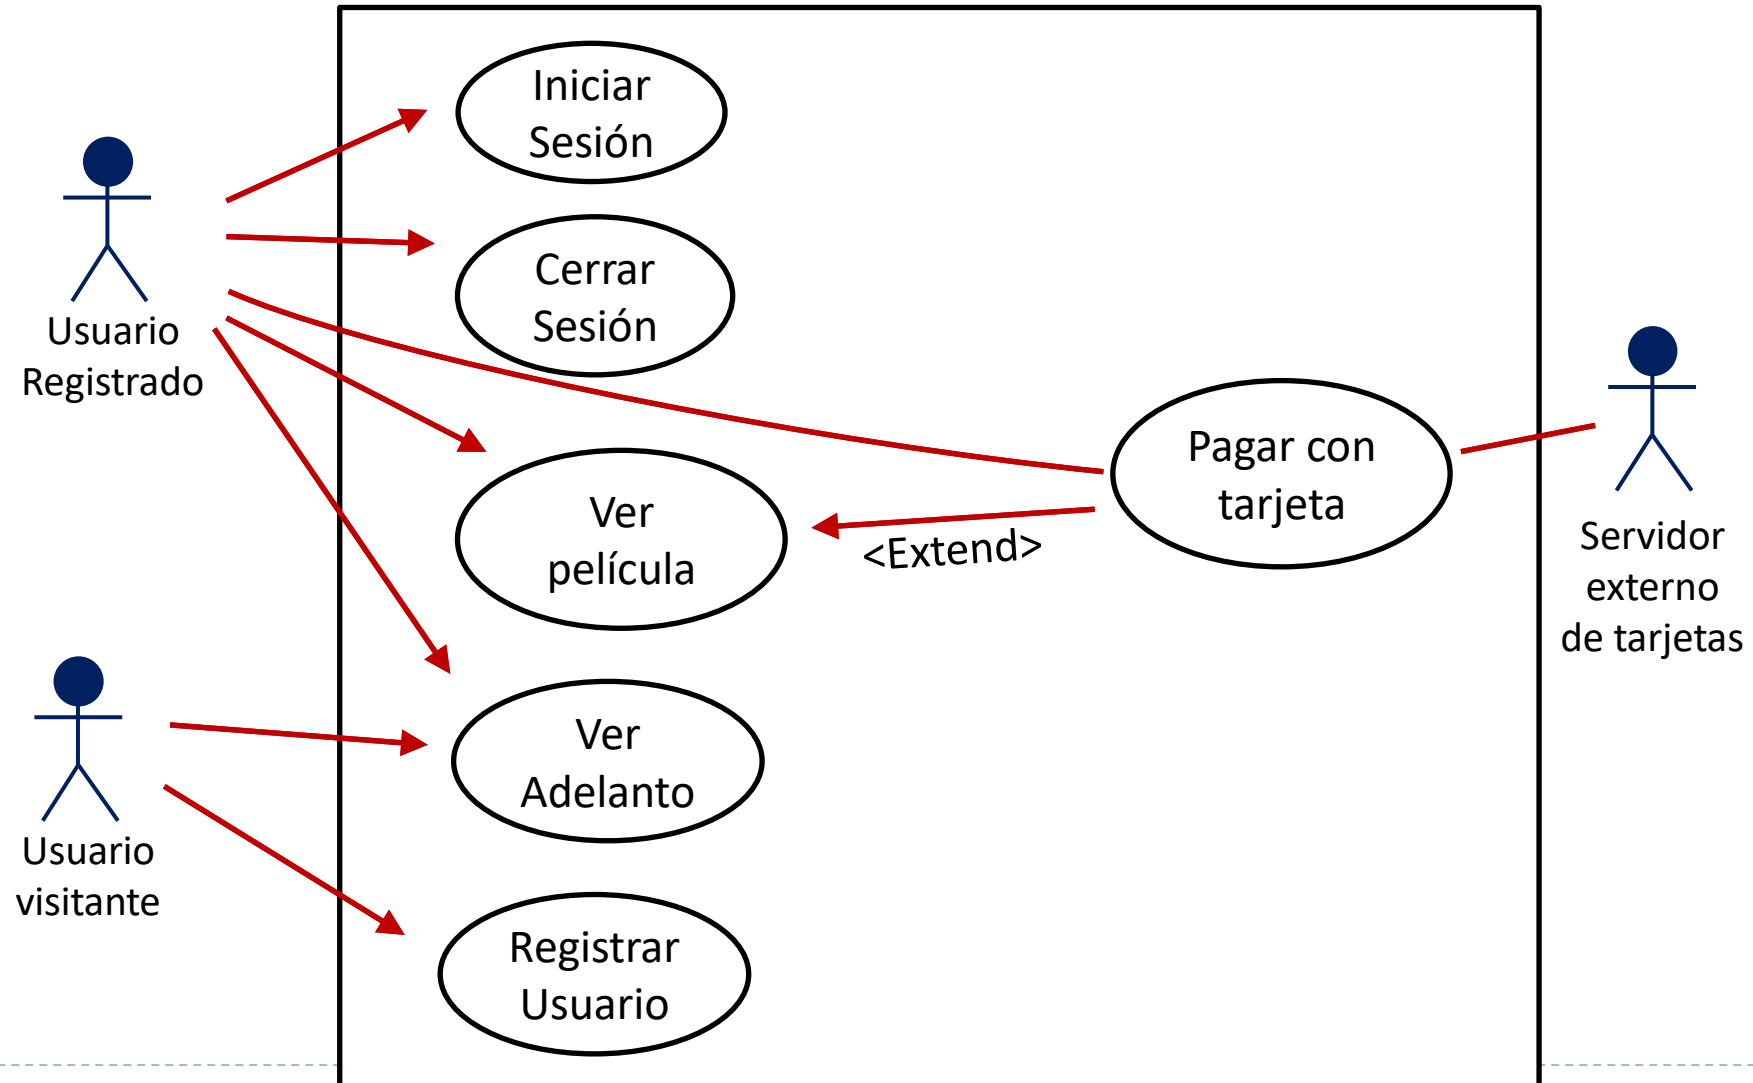 Iniciar
Sesión
Cerrar
Sesión
Usuario
Registrado
Pagar con
tarjeta
Ver
película
<Extend>
Servidor
externo
de tarjetas
Ver
Adelanto
Usuario
visitante
Registrar
Usuario